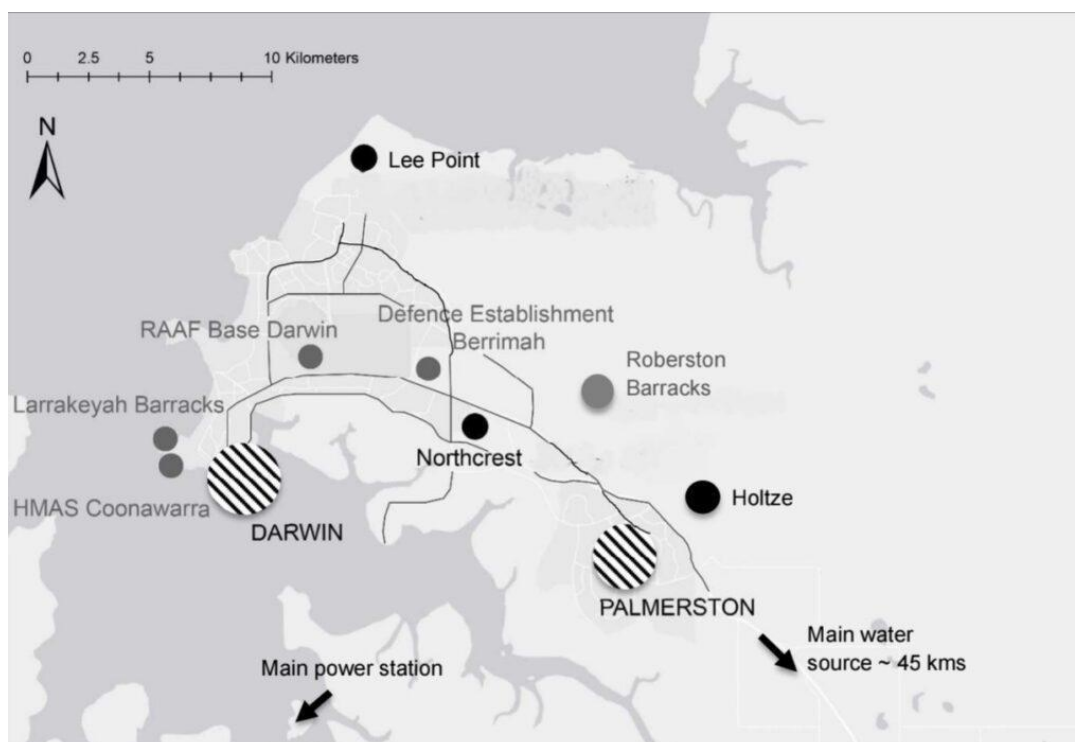 0 2.5 5 10 Kilometers
N
Lee Point
Defence Establishment
Berrimah
RAAF Base Darwin
Roberston
Barracks
Larrakeyah Barracks
Northcrest
Holtze
HMAS Coonawarra
DARWIN
PALMERSTON
Main water
source ~ 45 kms
Main power station